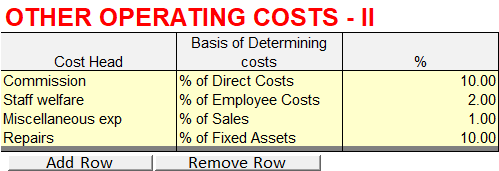 OTHER OPERATING COSTS - II
Cost Head Basis of Determining costs %
Commission % of Direct Costs 10.00
Staff welfare % of Employee Costs 2.00
Miscellaneous exp % of Sales 1.00
Repairs % of Fixed Assets 10.00
Add Row Remove Row